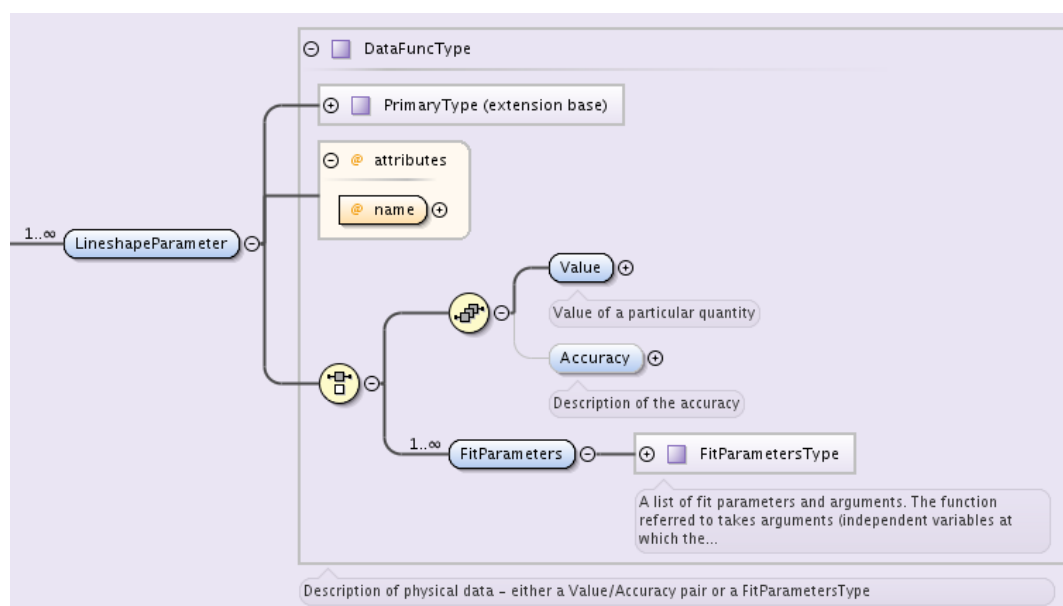 DataFuncType
PrimaryType (extension base)
@ attributes
@ name
1..∞
LineshapeParameter
Value
Value of a particular quantity
Accuracy
Description of the accuracy
1..∞
FitParameters
FitParametersType
A list of fit parameters and arguments. The function
referred to takes arguments (independent variables at
which the...
Description of physical data – either a Value/Accuracy pair or a FitParametersType